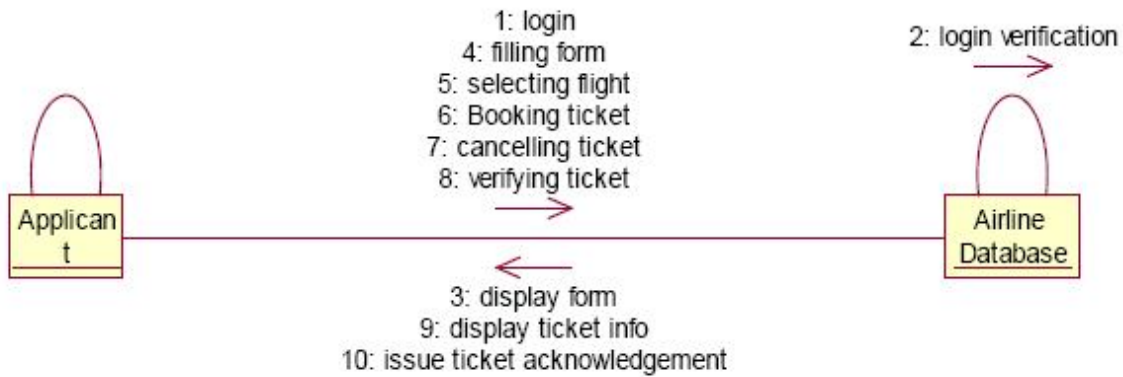 1: login
4: filling form
5: selecting flight
6: Booking ticket
7: cancelling ticket
8: verifying ticket
2: login verification
Applican
t
Airline
Database
3: display form
9: display ticket info
10: issue ticket acknowledgement